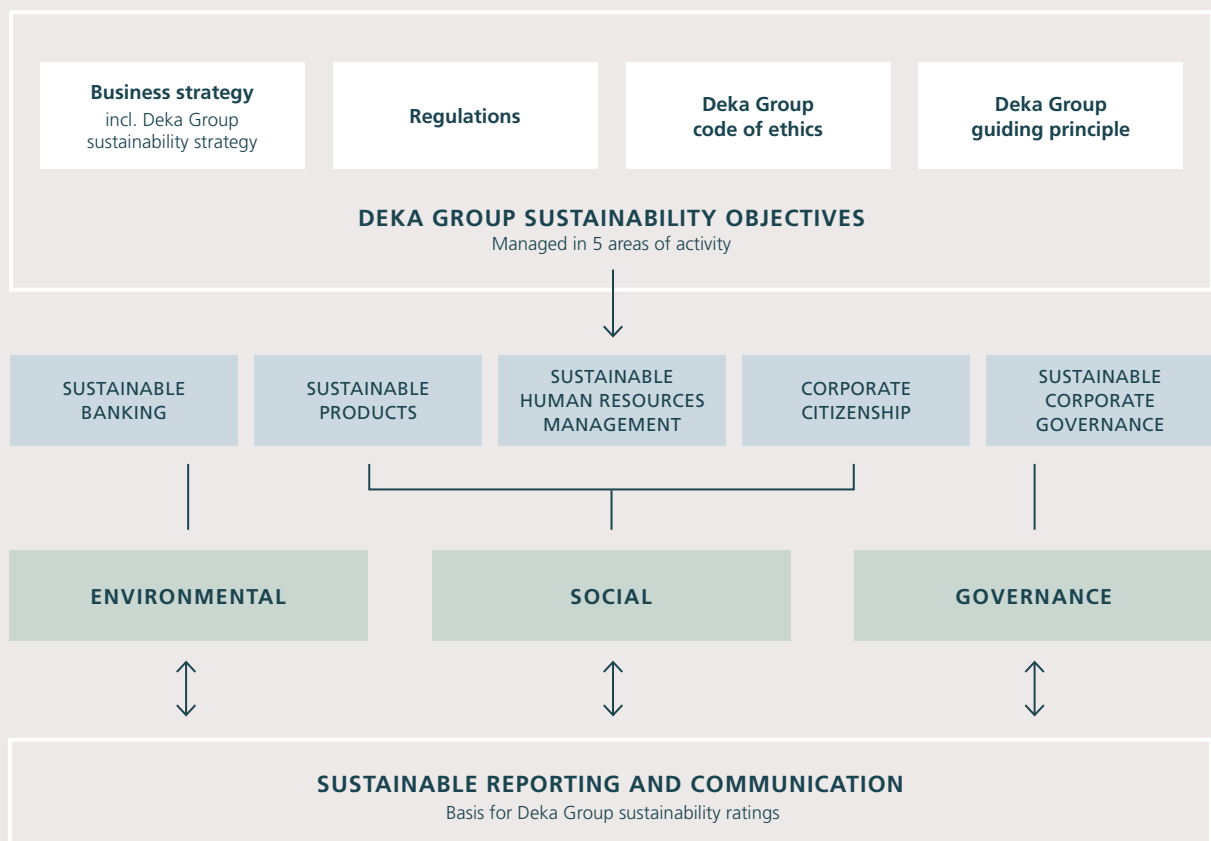 Business strategy
incl. Deka Group
sustainability strategy
Regulations
Deka Group
code of ethics
Deka Group
guiding principle
DEKA GROUP SUSTAINABILITY OBJECTIVES
Managed in 5 areas of activity
SUSTAINABLE
BANKING
SUSTAINABLE
PRODUCTS
SUSTAINABLE
HUMAN RESOURCES
MANAGEMENT
CORPORATE
CITIZENSHIP
SUSTAINABLE
CORPORATE
GOVERNANCE
ENVIRONMENTAL
SOCIAL
GOVERNANCE
SUSTAINABLE REPORTING AND COMMUNICATION
Basis for Deka Group sustainability ratings